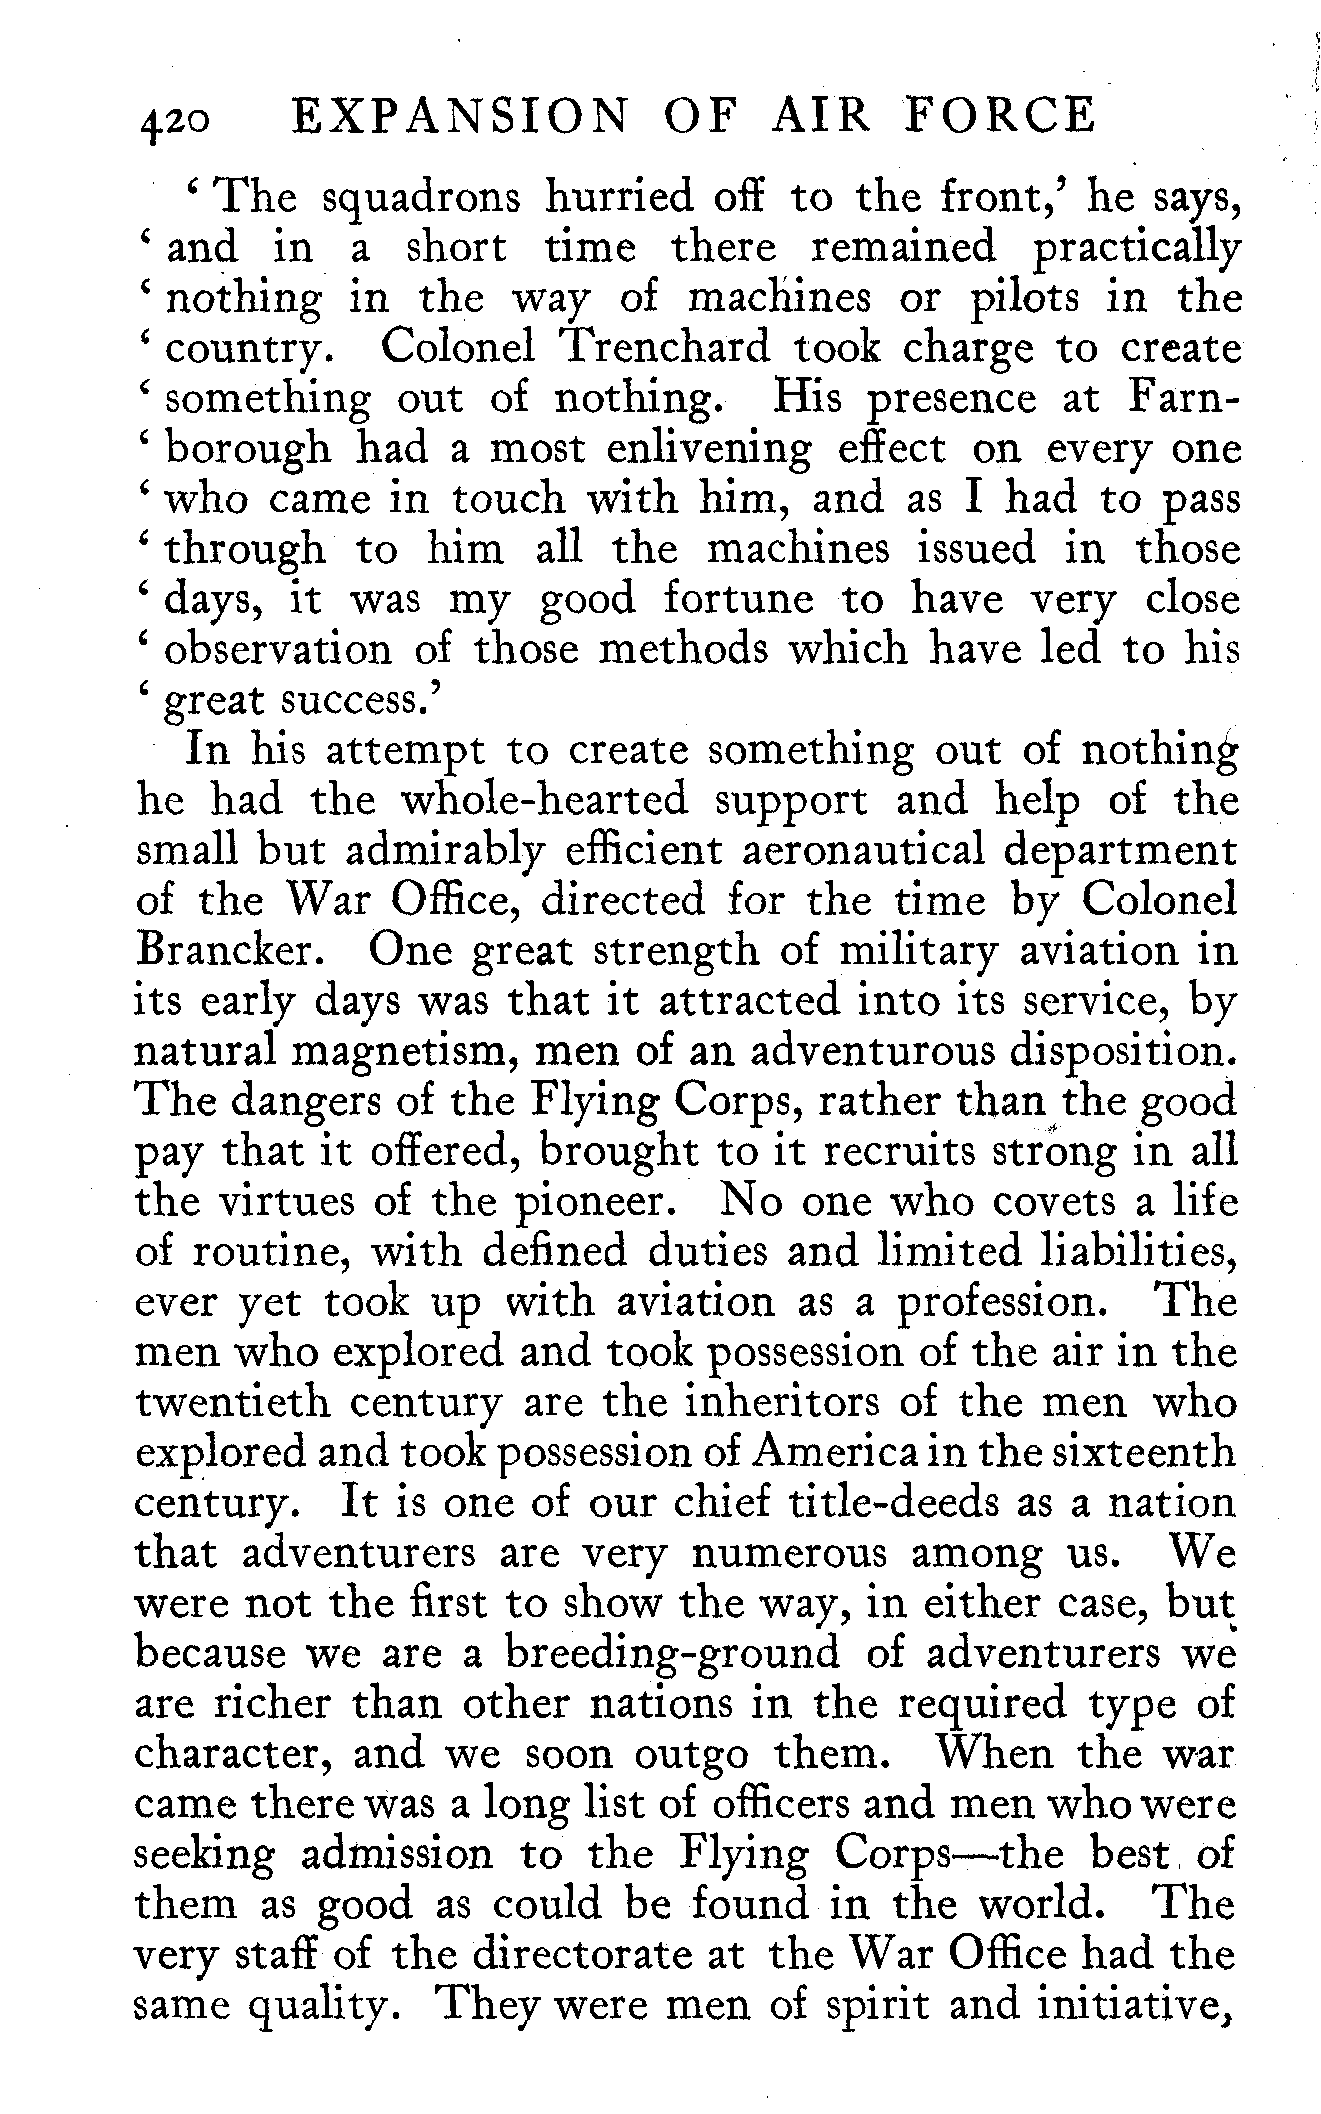 420 EXPANSION OF AIR FORCE
‘ The squadrons hurried off to the front,’ he says,
‘ and in a short time there remained practically
‘ nothing in the way of machines or pilots in the
‘ country. Colonel Trenchard took charge to create
‘ something out of nothing. His presence at Farn-
‘ borough had a most enlivening effect on every one
‘ who came in touch with him, and as I had to pass
‘ through to him all the machines issued in those
‘ days, it was my good fortune to have very close
‘ observation of those methods which have led to his
‘ great success.’
In his attempt to create something out of nothing
he had the whole-hearted support and help of the
small but admirably efficient aeronautical department
of the War Office, directed for the time by Colonel
Brancker. One great strength of military aviation in
its early days was that it attracted into its service, by
natural magnetism, men of an adventurous disposition.
The dangers of the Flying Corps, rather than the good
pay that it offered, brought to it recruits strong in all
the virtues of the pioneer. No one who covets a life
of routine, with defined duties and limited liabilities,
ever yet took up with aviation as a profession. The
men who explored and took possession of the air in the
twentieth century are the inheritors of the men who
explored and took possession of America in the sixteenth
century. It is one of our chief title-deeds as a nation
that adventurers are very numerous among us. We
were not the first to show the way, in either case, but
because we are a breeding-ground of adventurers we
are richer than other nations in the required type of
character, and we soon outgo them. When the war
came there was a long list of officers and men who were
seeking admission to the Flying Corps—the best of
them as good as could be found in the world. The
very staff of the directorate at the War Office had the
same quality. They were men of spirit and initiative,